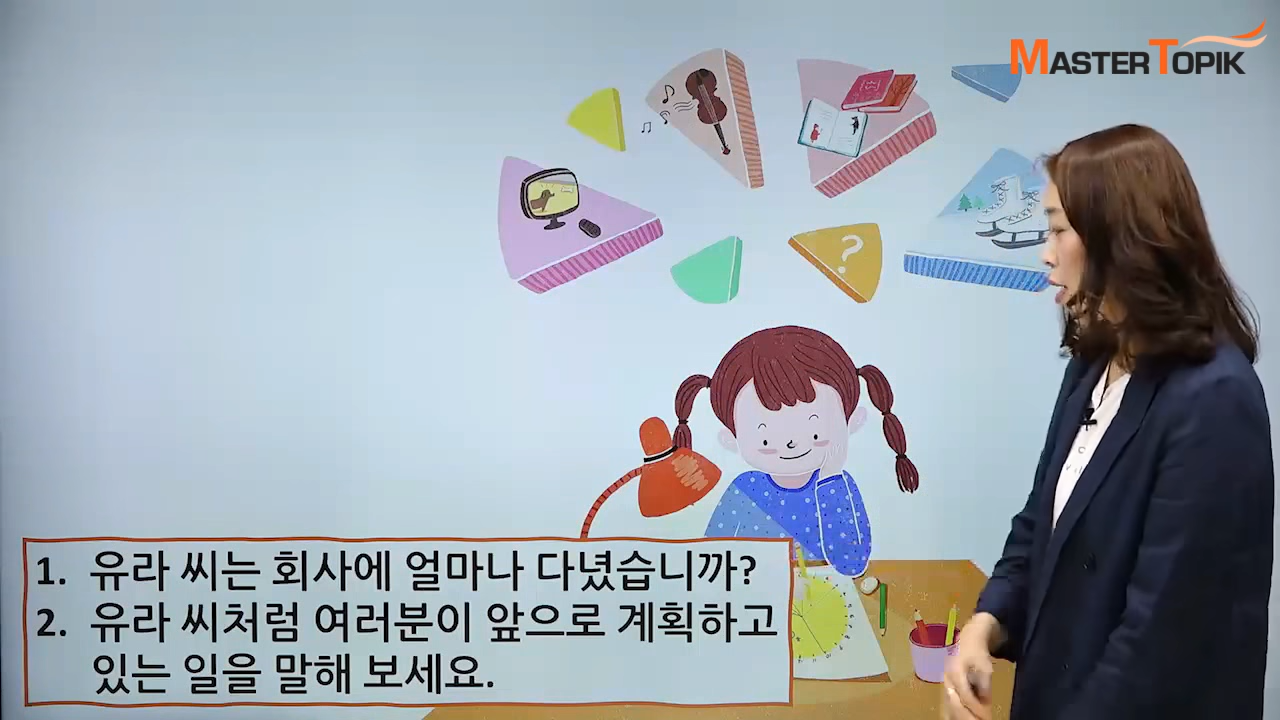 MASTER TOPIK
?
1. 유라 씨는 회사에 얼마나 다녔습니까?
2. 유라 씨처럼 여러분이 앞으로 계획하고
있는 일을 말해 보세요.